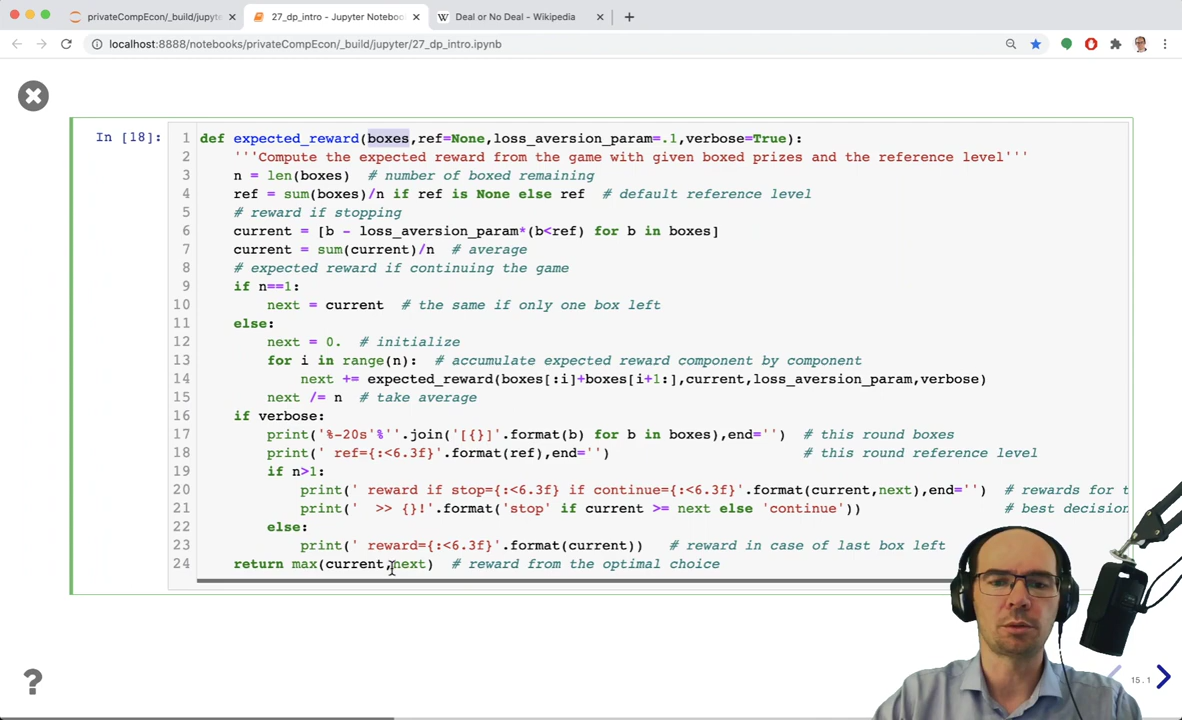 privateCompEcon/_build/jupyte
27_dp_intro - Jupyter Noteboo
Deal or No Deal - Wikipedia
localhost:8888/notebooks/privateCompEcon/_build/jupyter/27_dp_intro.ipynb
In [18]:
1 def expected_reward(boxes,ref=None,loss_aversion_param=.1,verbose=True):
2 '''Compute the expected reward from the game with given boxed prizes and the reference level'''
3 n = len(boxes) # number of boxed remaining
4 ref = sum(boxes)/n if ref is None else ref # default reference level
5 # reward if stopping
6 current = [b - loss_aversion_param*(b<ref) for b in boxes]
7 current = sum(current)/n # average
8 # expected reward if continuing the game
9 if n==1:
10 next = current # the same if only one box left
11 else:
12 next = 0. # initialize
13 for i in range(n): # accumulate expected reward component by component
14 next += expected_reward(boxes[:i]+boxes[i+1:],current,loss_aversion_param,verbose)
15 next /= n # take average
16 if verbose:
17 print('%-20s'%''.join('[{}]'.format(b) for b in boxes),end='') # this round boxes
18 print(' ref={:<6.3f}'.format(ref),end='') # this round reference level
19 if n>1:
20 print(' reward if stop={:<6.3f} if continue={:<6.3f}'.format(current,next),end='') # rewards for t
21 print(' >> {}!'.format('stop' if current >= next else 'continue')) # best decision
22 else:
23 print(' reward={:<6.3f}'.format(current)) # reward in case of last box left
24 return max(current,next) # reward from the optimal choice
?
15.1